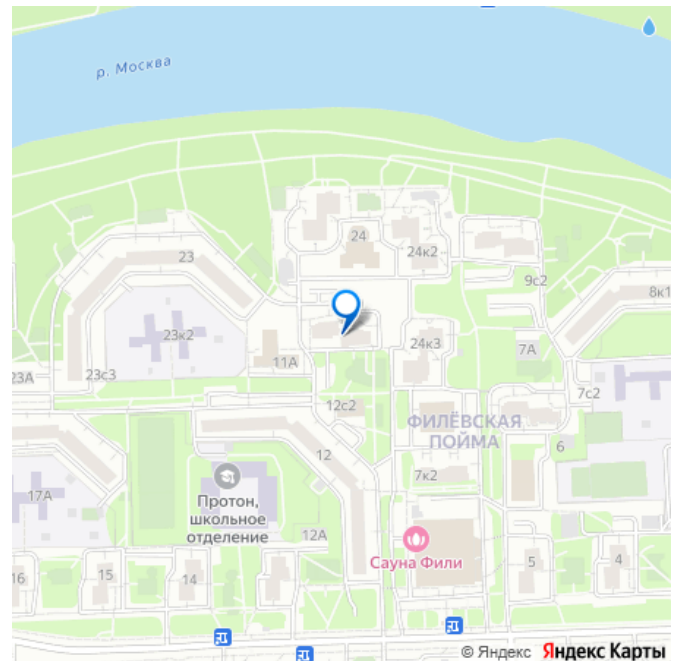 р. Москва
24
23
24к2
9с2
8к1
23к2
24к3
7А
11А
23А
23с3
7с2
12с2
ФИЛЁВСКАЯ
ПОЙМА
12
6
7к2
17А
Протон,
школьное
отделение
12А
Сауна Фили
16
15
14
5
4
© Яндекс Яндекс Карты